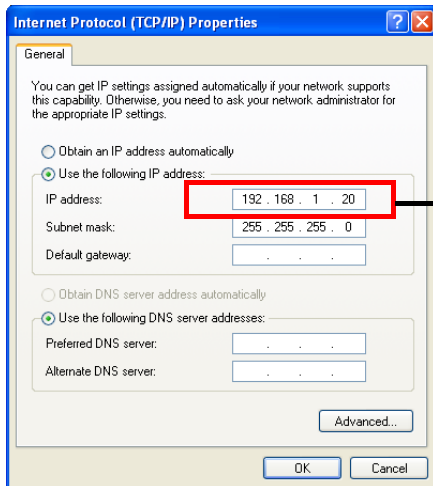 Internet Protocol (TCP/IP) Properties
General
You can get IP settings assigned automatically if your network supports
this capability. Otherwise, you need to ask your network administrator for
the appropriate IP settings.
Obtain an IP address automatically
Use the following IP address:
IP address: 192 . 168 . 1 . 20
Subnet mask: 255 . 255 . 255 . 0
Default gateway: . . .
Obtain DNS server address automatically
Use the following DNS server addresses:
Preferred DNS server: . . .
Alternate DNS server: . . .
Advanced...
OK Cancel